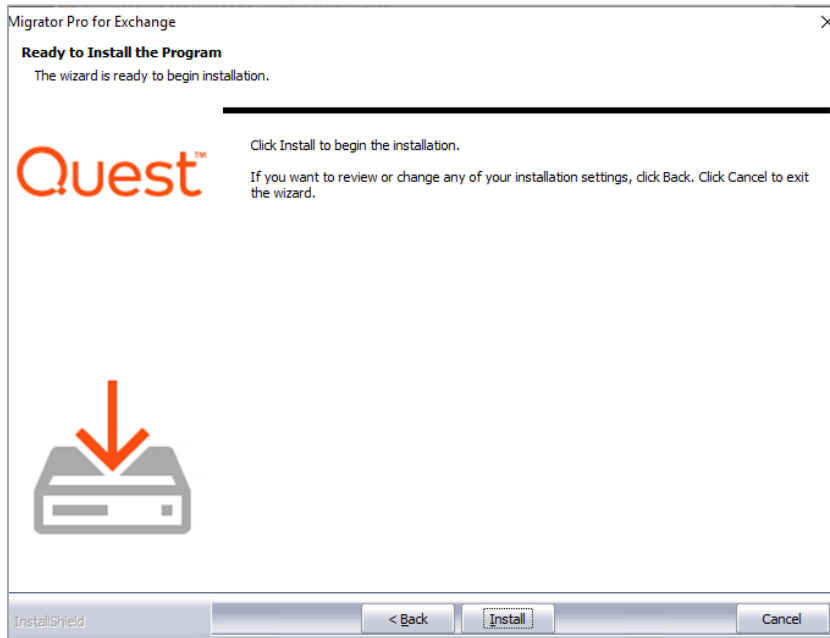 Migrator Pro for Exchange
Ready to Install the Program
The wizard is ready to begin installation.
Quest™
Click Install to begin the installation.
If you want to review or change any of your installation settings, click Back. Click Cancel to exit
the wizard.
InstallShield
< Back
Install
Cancel